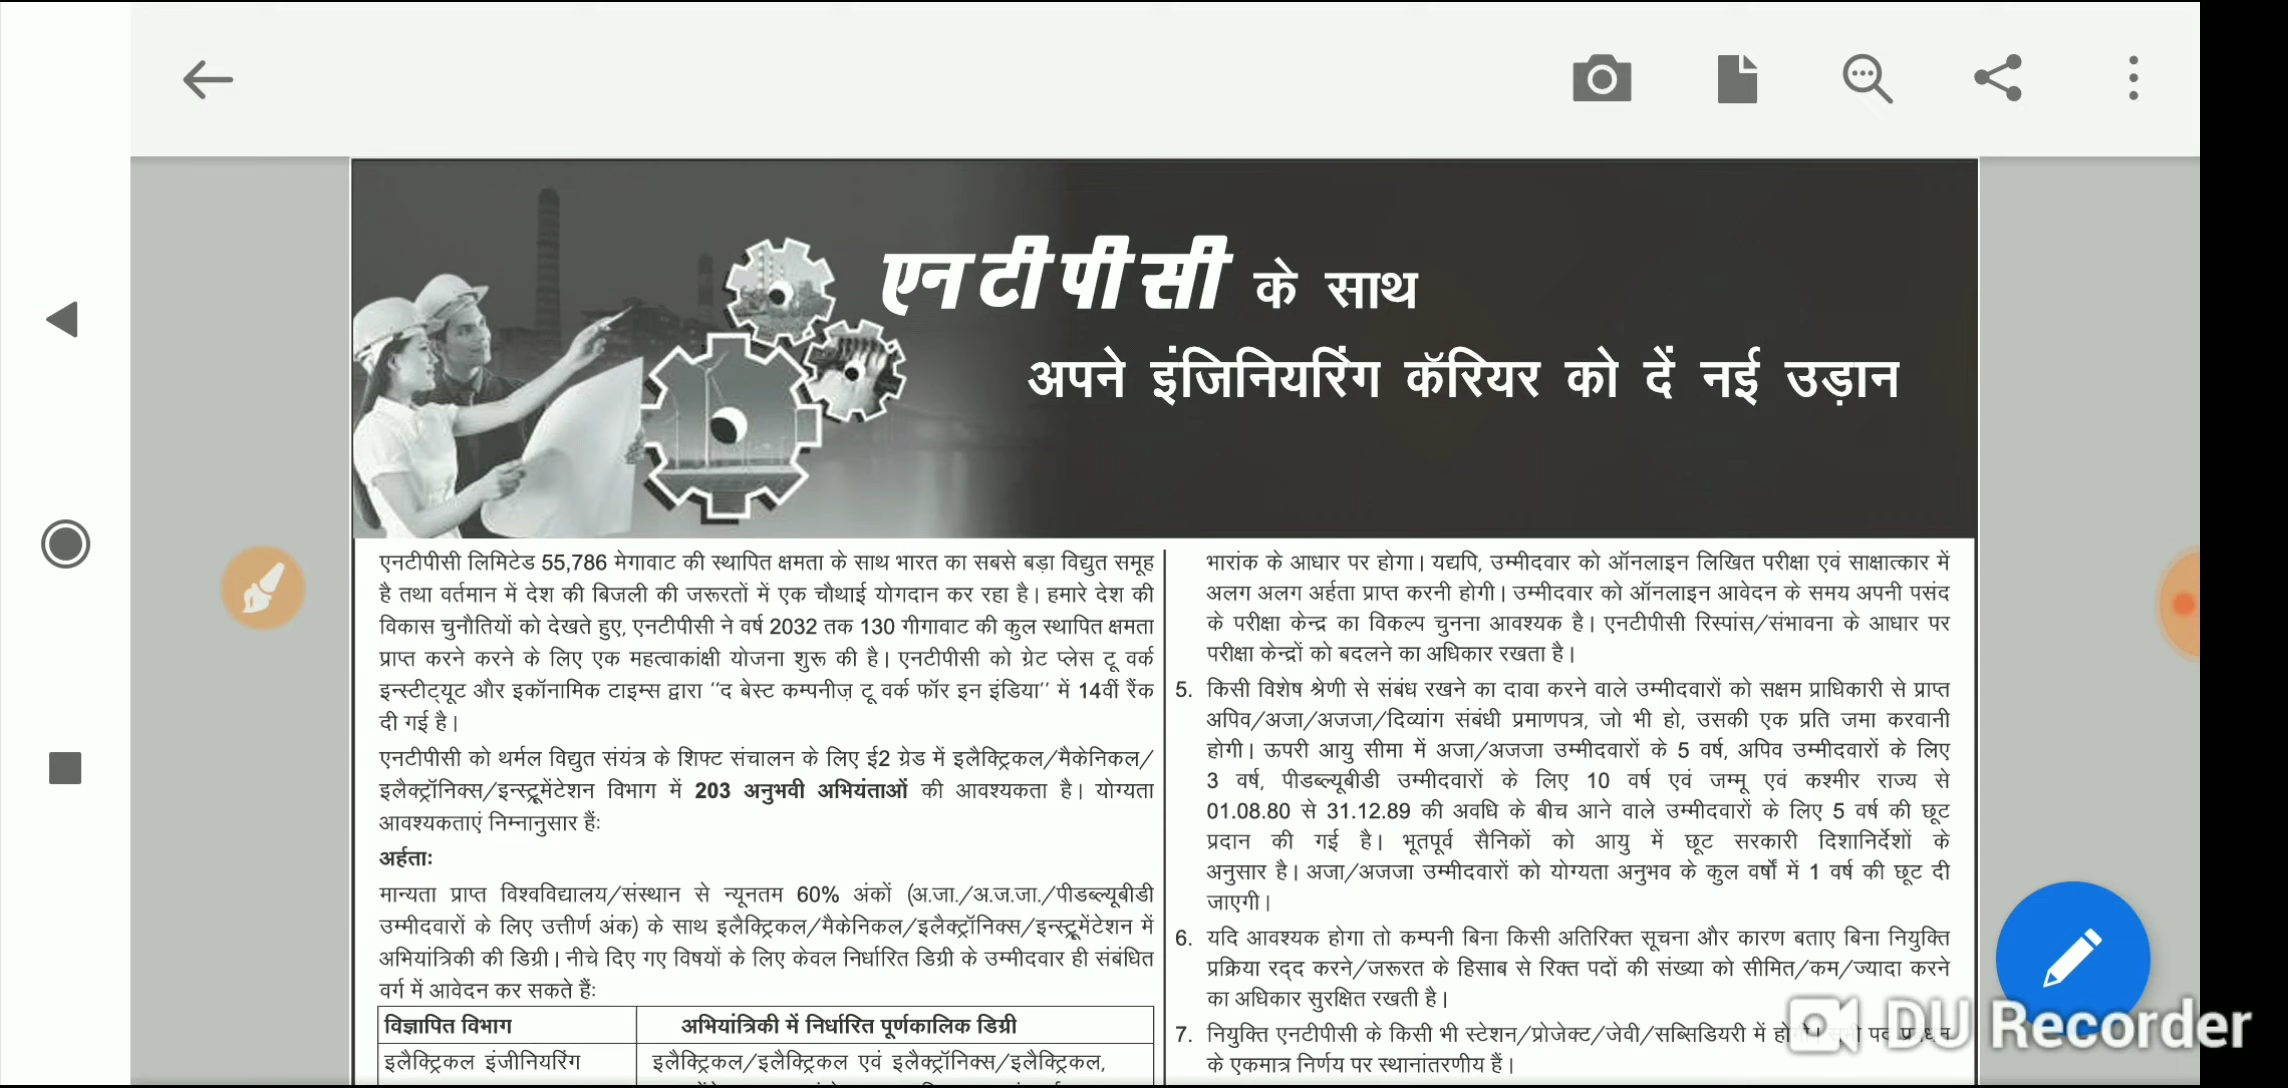 एनटीपीसी के साथ
अपने इंजिनियरिंग कॅरियर को दें नई उड़ान
एनटीपीसी लिमिटेड 55,786 मेगावाट की स्थापित क्षमता के साथ भारत का सबसे बड़ा विद्युत समूह
है तथा वर्तमान में देश की बिजली की जरूरतों में एक चौथाई योगदान कर रहा है। हमारे देश की
विकास चुनौतियों को देखते हुए, एनटीपीसी ने वर्ष 2032 तक 130 गीगावाट की कुल स्थापित क्षमता
प्राप्त करने करने के लिए एक महत्वाकांक्षी योजना शुरू की है। एनटीपीसी को ग्रेट प्लेस टू वर्क
इन्स्टीट्यूट और इकॉनामिक टाइम्स द्वारा ‘‘द बेस्ट कम्पनीज़ टू वर्क फॉर इन इंडिया’’ में 14वीं रैंक
दी गई है।
एनटीपीसी को थर्मल विद्युत संयंत्र के शिफ्ट संचालन के लिए ई2 ग्रेड में इलैक्ट्रिकल/मैकेनिकल/
इलैक्ट्रॉनिक्स/इन्स्ट्रूमेंटेशन विभाग में 203 अनुभवी अभियंताओं की आवश्यकता है। योग्यता
आवश्यकताएं निम्नानुसार हैं:
अर्हताः
मान्यता प्राप्त विश्वविद्यालय/संस्थान से न्यूनतम 60% अंकों (अ.जा./अ.ज.जा./पीडब्ल्यूबीडी
उम्मीदवारों के लिए उत्तीर्ण अंक) के साथ इलैक्ट्रिकल/मैकेनिकल/इलैक्ट्रॉनिक्स/इन्स्ट्रूमेंटेशन में
अभियांत्रिकी की डिग्री। नीचे दिए गए विषयों के लिए केवल निर्धारित डिग्री के उम्मीदवार ही संबंधित
वर्ग में आवेदन कर सकते हैं:
विज्ञापित विभाग अभियांत्रिकी में निर्धारित पूर्णकालिक डिग्री
इलैक्ट्रिकल इंजीनियरिंग इलैक्ट्रिकल/इलैक्ट्रिकल एवं इलैक्ट्रॉनिक्स/इलैक्ट्रिकल,
भारांक के आधार पर होगा। यद्यपि, उम्मीदवार को ऑनलाइन लिखित परीक्षा एवं साक्षात्कार में
अलग अलग अर्हता प्राप्त करनी होगी। उम्मीदवार को ऑनलाइन आवेदन के समय अपनी पसंद
के परीक्षा केन्द्र का विकल्प चुनना आवश्यक है। एनटीपीसी रिस्पांस/संभावना के आधार पर
परीक्षा केन्द्रों को बदलने का अधिकार रखता है।
5. किसी विशेष श्रेणी से संबंध रखने का दावा करने वाले उम्मीदवारों को सक्षम प्राधिकारी से प्राप्त
अपिव/अजा/अजजा/दिव्यांग संबंधी प्रमाणपत्र, जो भी हो, उसकी एक प्रति जमा करवानी
होगी। ऊपरी आयु सीमा में अजा/अजजा उम्मीदवारों के 5 वर्ष, अपिव उम्मीदवारों के लिए
3 वर्ष, पीडब्ल्यूबीडी उम्मीदवारों के लिए 10 वर्ष एवं जम्मू एवं कश्मीर राज्य से
01.08.80 से 31.12.89 की अवधि के बीच आने वाले उम्मीदवारों के लिए 5 वर्ष की छूट
प्रदान की गई है। भूतपूर्व सैनिकों को आयु में छूट सरकारी दिशानिर्देशों के
अनुसार है। अजा/अजजा उम्मीदवारों को योग्यता अनुभव के कुल वर्षों में 1 वर्ष की छूट दी
जाएगी।
6. यदि आवश्यक होगा तो कम्पनी बिना किसी अतिरिक्त सूचना और कारण बताए बिना नियुक्ति
प्रक्रिया रद्द करने/जरूरत के हिसाब से रिक्त पदों की संख्या को सीमित/कम/ज्यादा करने
का अधिकार सुरक्षित रखती है।
7. नियुक्ति एनटीपीसी के किसी भी स्टेशन/प्रोजेक्ट/जेवी/सब्सिडियरी में
के एकमात्र निर्णय पर स्थानांतरणीय हैं।
DU Recorder